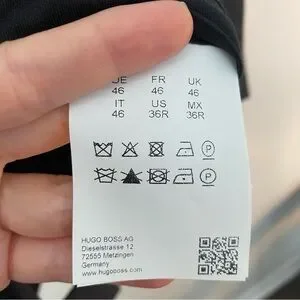 DE FR UK
46 46 46
IT US MX
46 36R 36R
P
P
HUGO BOSS AG
Dieselstrasse 12
72555 Metzingen
Germany
www.hugoboss.com